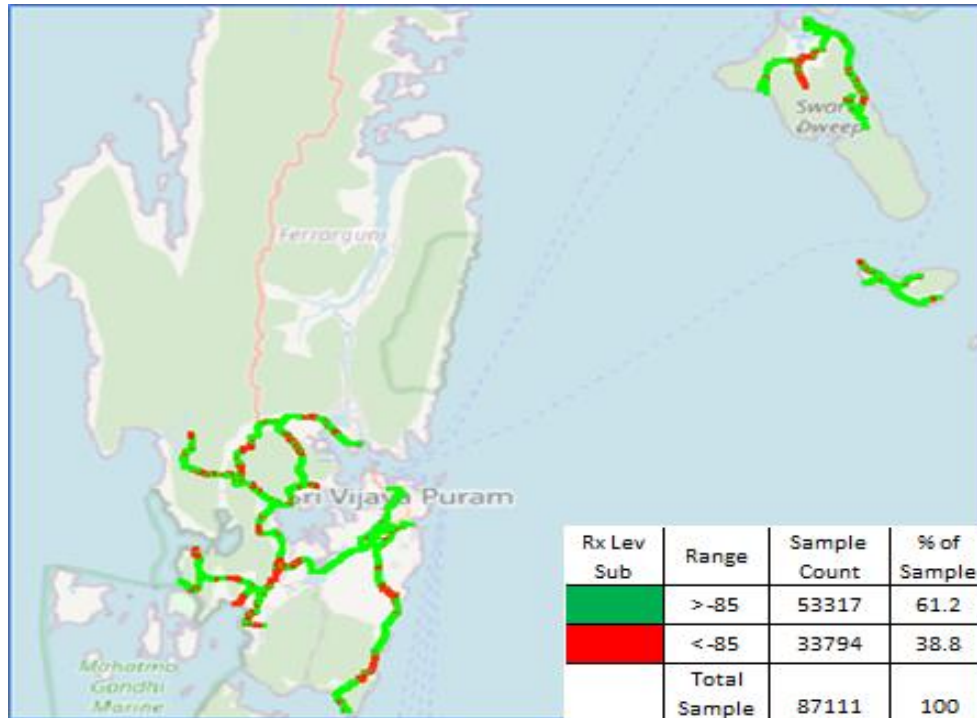 Swar
Dweep
Ferrargunj
Sri Vijaya Puram
Mahatma
Gandhi
Marine
Rx Lev Sub	Range	Sample Count	% of Sample
>-85	53317	61.2
<-85	33794	38.8
Total Sample	87111	100